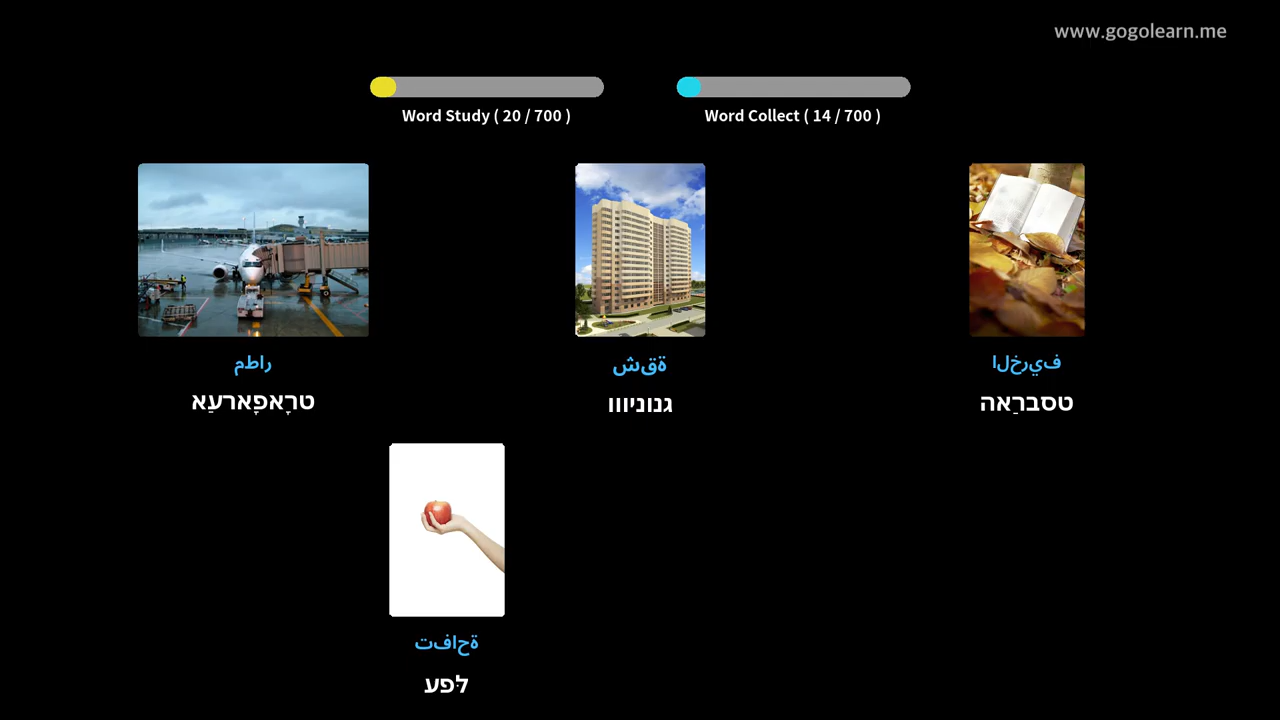 www.gogolearn.me
Word Study ( 20 / 700 )
Word Collect ( 14 / 700 )
راطم
ةقش
فيرخلا
טרָאפָארעַא
גנוניווו
טסברַאה
ةحافت
לּפע